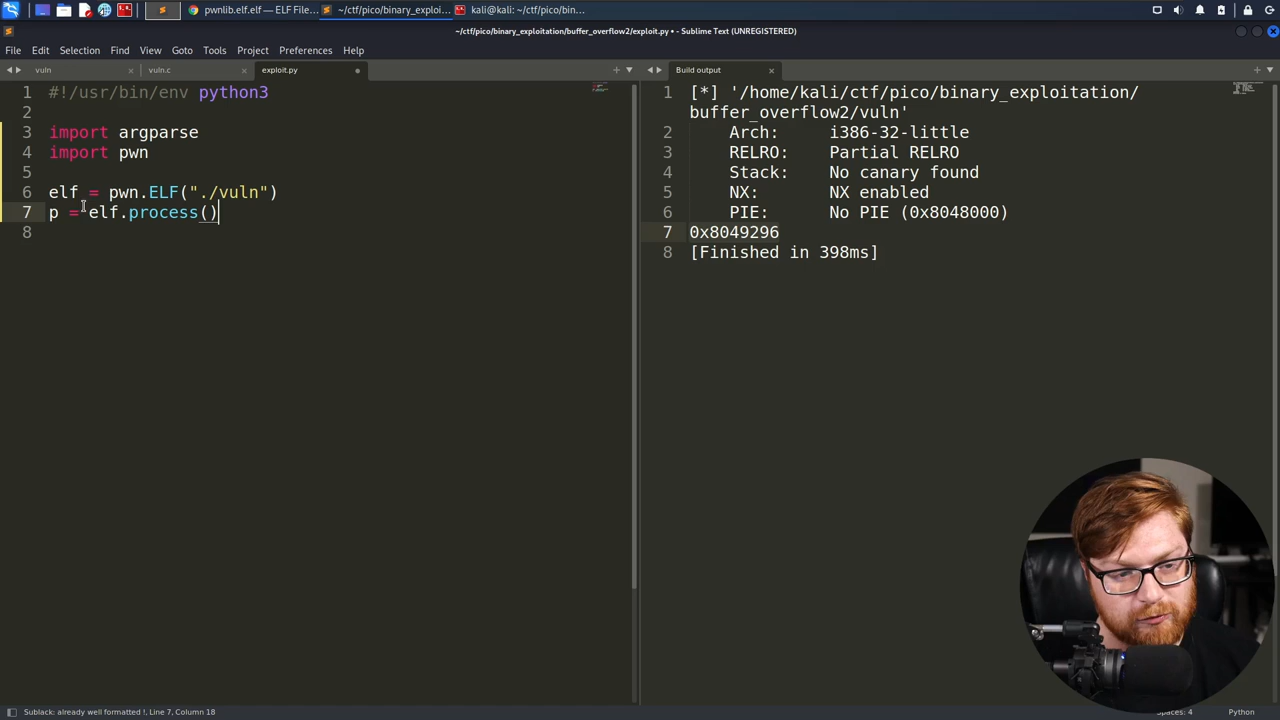 pwnlib.elf.elf — ELF File...
~/ctf/pico/binary_exploi...
kali@kali: ~/ctf/pico/bin...
~/ctf/pico/binary_exploitation/buffer_overflow2/exploit.py • - Sublime Text (UNREGISTERED)
File Edit Selection Find View Goto Tools Project Preferences Help
vuln
vuln.c
exploit.py
Build output
1 #!/usr/bin/env python3
2
3 import argparse
4 import pwn
5
6 elf = pwn.ELF("./vuln")
7 p = elf.process()
8
1 [*] '/home/kali/ctf/pico/binary_exploitation/
buffer_overflow2/vuln'
2 Arch: i386-32-little
3 RELRO: Partial RELRO
4 Stack: No canary found
5 NX: NX enabled
6 PIE: No PIE (0x8048000)
7 0x8049296
8 [Finished in 398ms]
Sublack: already well formatted !, Line 7, Column 18
Spaces: 4
Python